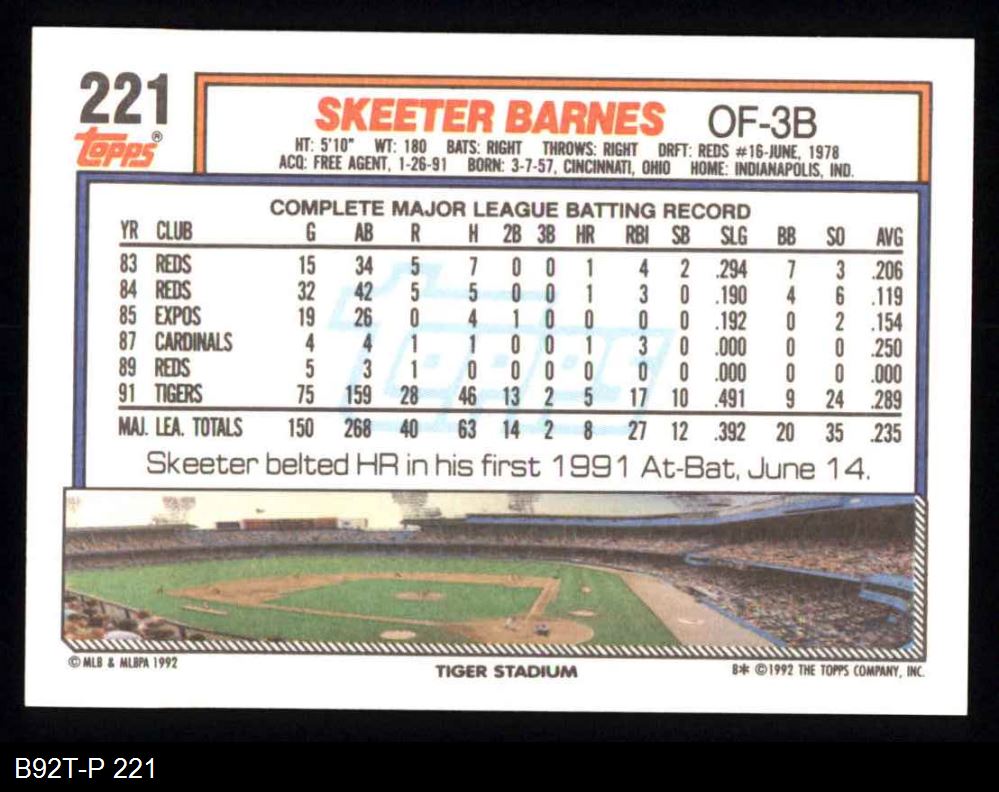 221
Topps®
SKEETER BARNES OF-3B
HT: 5'10" WT: 180 BATS: RIGHT THROWS: RIGHT DRFT: REDS #16-JUNE, 1978
ACQ: FREE AGENT, 1-26-91 BORN: 3-7-57, CINCINNATI, OHIO HOME: INDIANAPOLIS, IND.
COMPLETE MAJOR LEAGUE BATTING RECORD
YR CLUB G AB R H 2B 3B HR RBI SB SLG BB SO AVG
83 REDS 15 34 5 7 0 0 1 4 2 .294 7 3 .206
84 REDS 32 42 5 5 0 0 1 3 0 .190 4 6 .119
85 EXPOS 19 26 0 4 1 0 0 0 0 .192 0 2 .154
87 CARDINALS 4 4 1 1 0 0 1 3 0 .000 0 0 .250
89 REDS 5 3 1 0 0 0 0 0 0 .000 0 0 .000
91 TIGERS 75 159 28 46 13 2 5 17 10 .491 9 24 .289
MAJ. LEA. TOTALS 150 268 40 63 14 2 8 27 12 .392 20 35 .235
Topps
Skeeter belted HR in his first 1991 At-Bat, June 14.
© MLB & MLBPA 1992
TIGER STADIUM
B* © 1992 THE TOPPS COMPANY, INC.
B92T-P 221